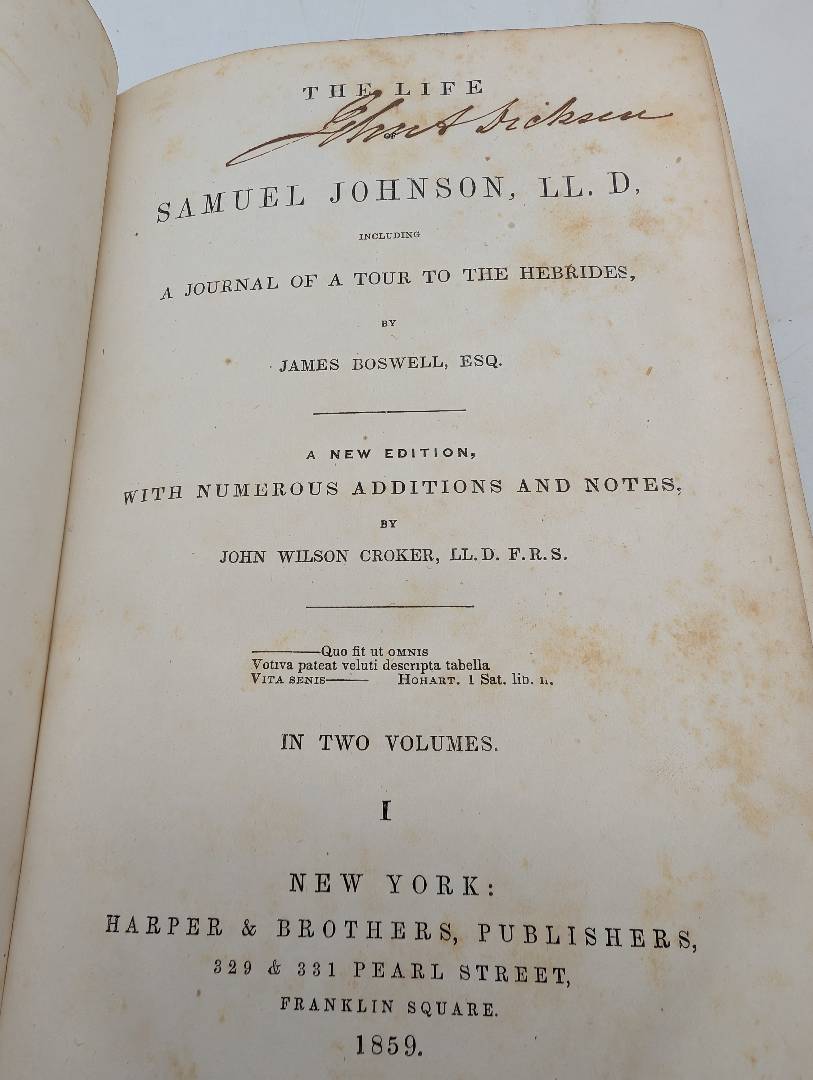 THE LIFE
John A Dicksen
OF
SAMUEL JOHNSON, LL. D,
INCLUDING
A JOURNAL OF A TOUR TO THE HEBRIDES,
BY
JAMES BOSWELL, ESQ.
A NEW EDITION,
WITH NUMEROUS ADDITIONS AND NOTES,
BY
JOHN WILSON CROKER, LL. D. F. R. S.
———Quo fit ut OMNIS
Votiva pateat veluti descripta tabella
VITA SENIS—— HOHART. 1 Sat. lib. II,
IN TWO VOLUMES.
I
NEW YORK:
HARPER & BROTHERS, PUBLISHERS,
329 & 331 PEARL STREET,
FRANKLIN SQUARE.
1859.